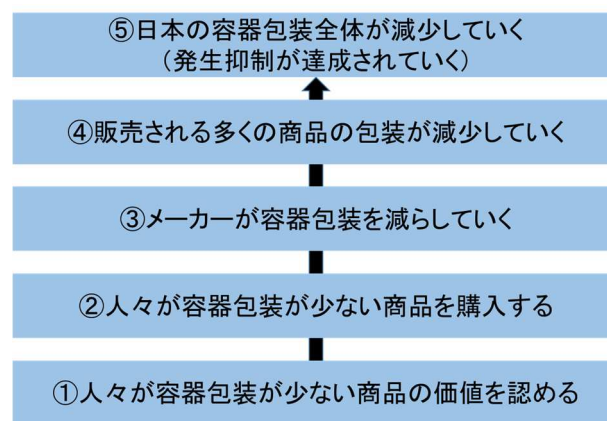 ⑤日本の容器包装全体が減少していく
（発生抑制が達成されていく）
④販売される多くの商品の包装が減少していく
③メーカーが容器包装を減らしていく
②人々が容器包装が少ない商品を購入する
①人々が容器包装が少ない商品の価値を認める